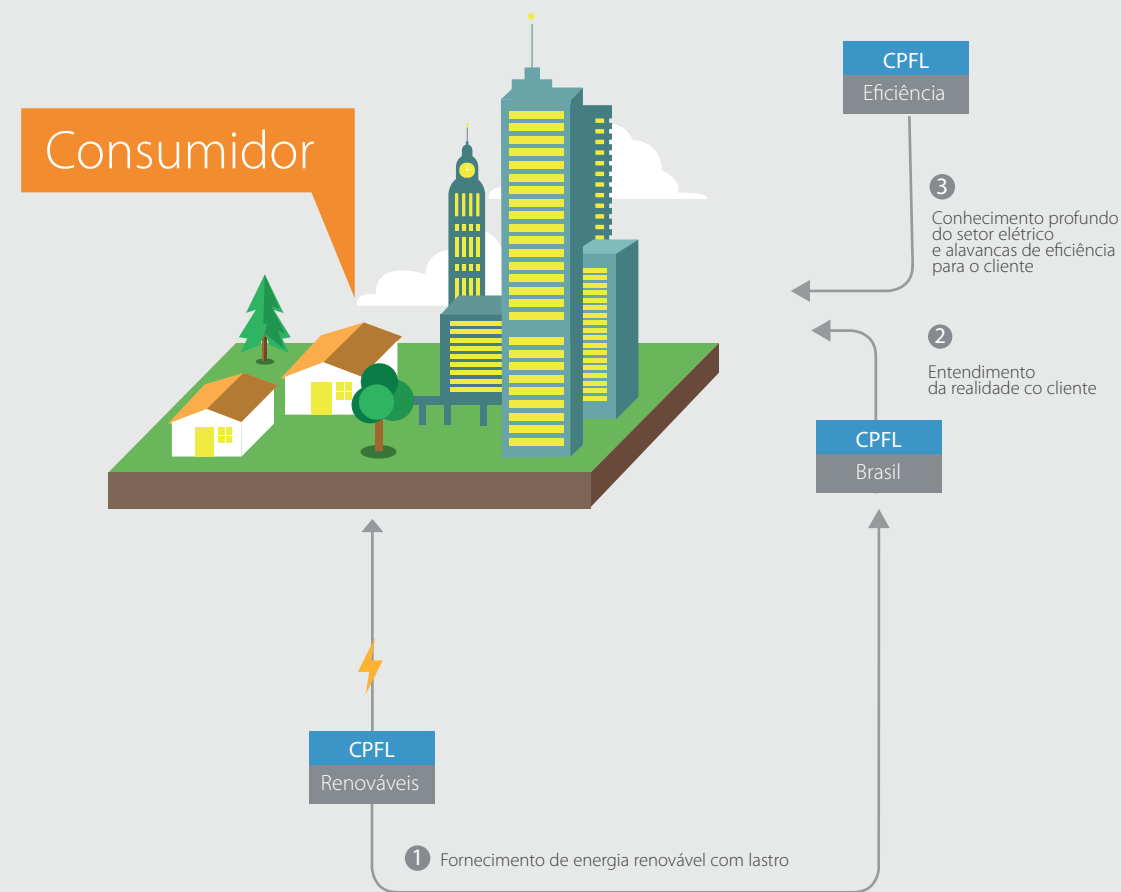 Consumidor
CPFL
Eficiência
3
Conhecimento profundo
do setor elétrico
e alavancas de eficiência
para o cliente
2
Entendimento
da realidade co cliente
CPFL
Brasil
CPFL
Renováveis
1 Fornecimento de energia renovável com lastro